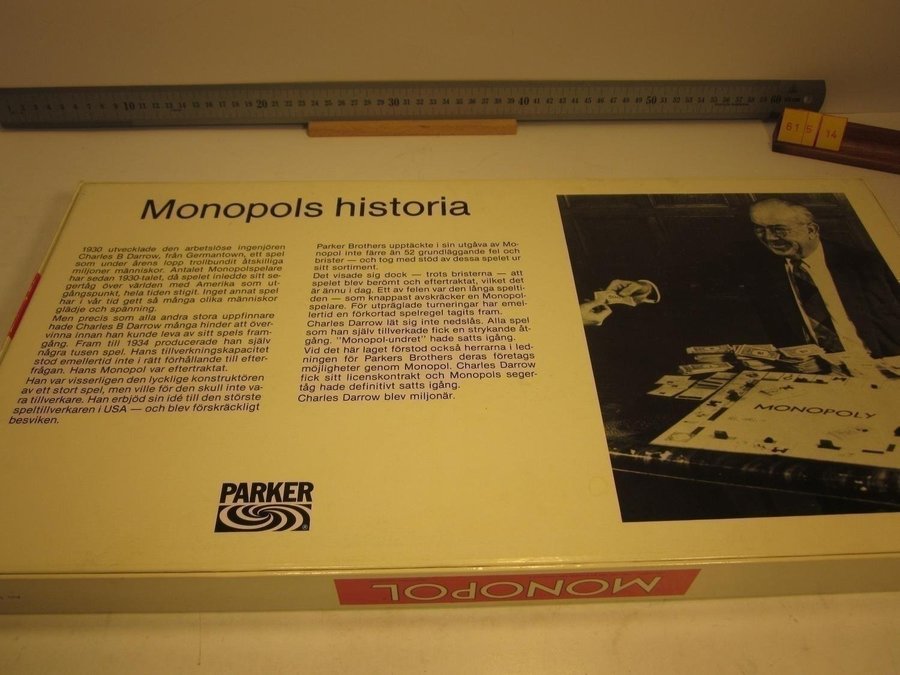 10 20 30 40 50 60
61 5 14
Monopols historia
1930 utvecklade den arbetslöse ingenjören
Charles B Darrow, från Germantown, ett spel
som under årens lopp trollbundit åtskilliga
miljoner människor. Antalet Monopolspelare
har sedan 1930-talet, då spelet inledde sitt se-
gertåg över världen med Amerika som ut-
gångspunkt, hela tiden stigit. Inget annat spel
har i vår tid gett så många olika människor
glädje och spänning.
Men precis som alla andra stora uppfinnare
hade Charles B Darrow många hinder att över-
vinna innan han kunde leva av sitt spels fram-
gång. Fram till 1934 producerade han själv
några tusen spel. Hans tillverkningskapacitet
stod emellertid inte i rätt förhållande till efter-
frågan. Hans Monopol var eftertraktat.
Han var visserligen den lycklige konstruktören
av ett stort spel, men ville för den skull inte va-
ra tillverkare. Han erbjöd sin idé till den störste
speltillverkaren i USA — och blev förskräckligt
besviken.
Parker Brothers upptäckte i sin utgåva av Mo-
nopol inte färre än 52 grundläggande fel och
brister — och tog med stöd av dessa spelet ur
sitt sortiment.
Det visade sig dock — trots bristerna — att
spelet blev berömt och eftertraktat, vilket det
är ännu i dag. Ett av felen var den långa spelti-
den — som knappast avskräcker en Monopol-
spelare. För utpräglade turneringar har emel-
lertid en förkortad spelregel tagits fram.
Charles Darrow lät sig inte nedslås. Alla spel
som han själv tillverkade fick en strykande åt-
gång. "Monopol-undret" hade satts igång.
Vid det här laget förstod också herrarna i led-
ningen för Parkers Brothers deras företags
möjligheter genom Monopol. Charles Darrow
fick sitt licenskontrakt och Monopols seger-
tåg hade definitivt satts igång.
Charles Darrow blev miljonär.
MONOPOLY
PARKER
MONOPOL